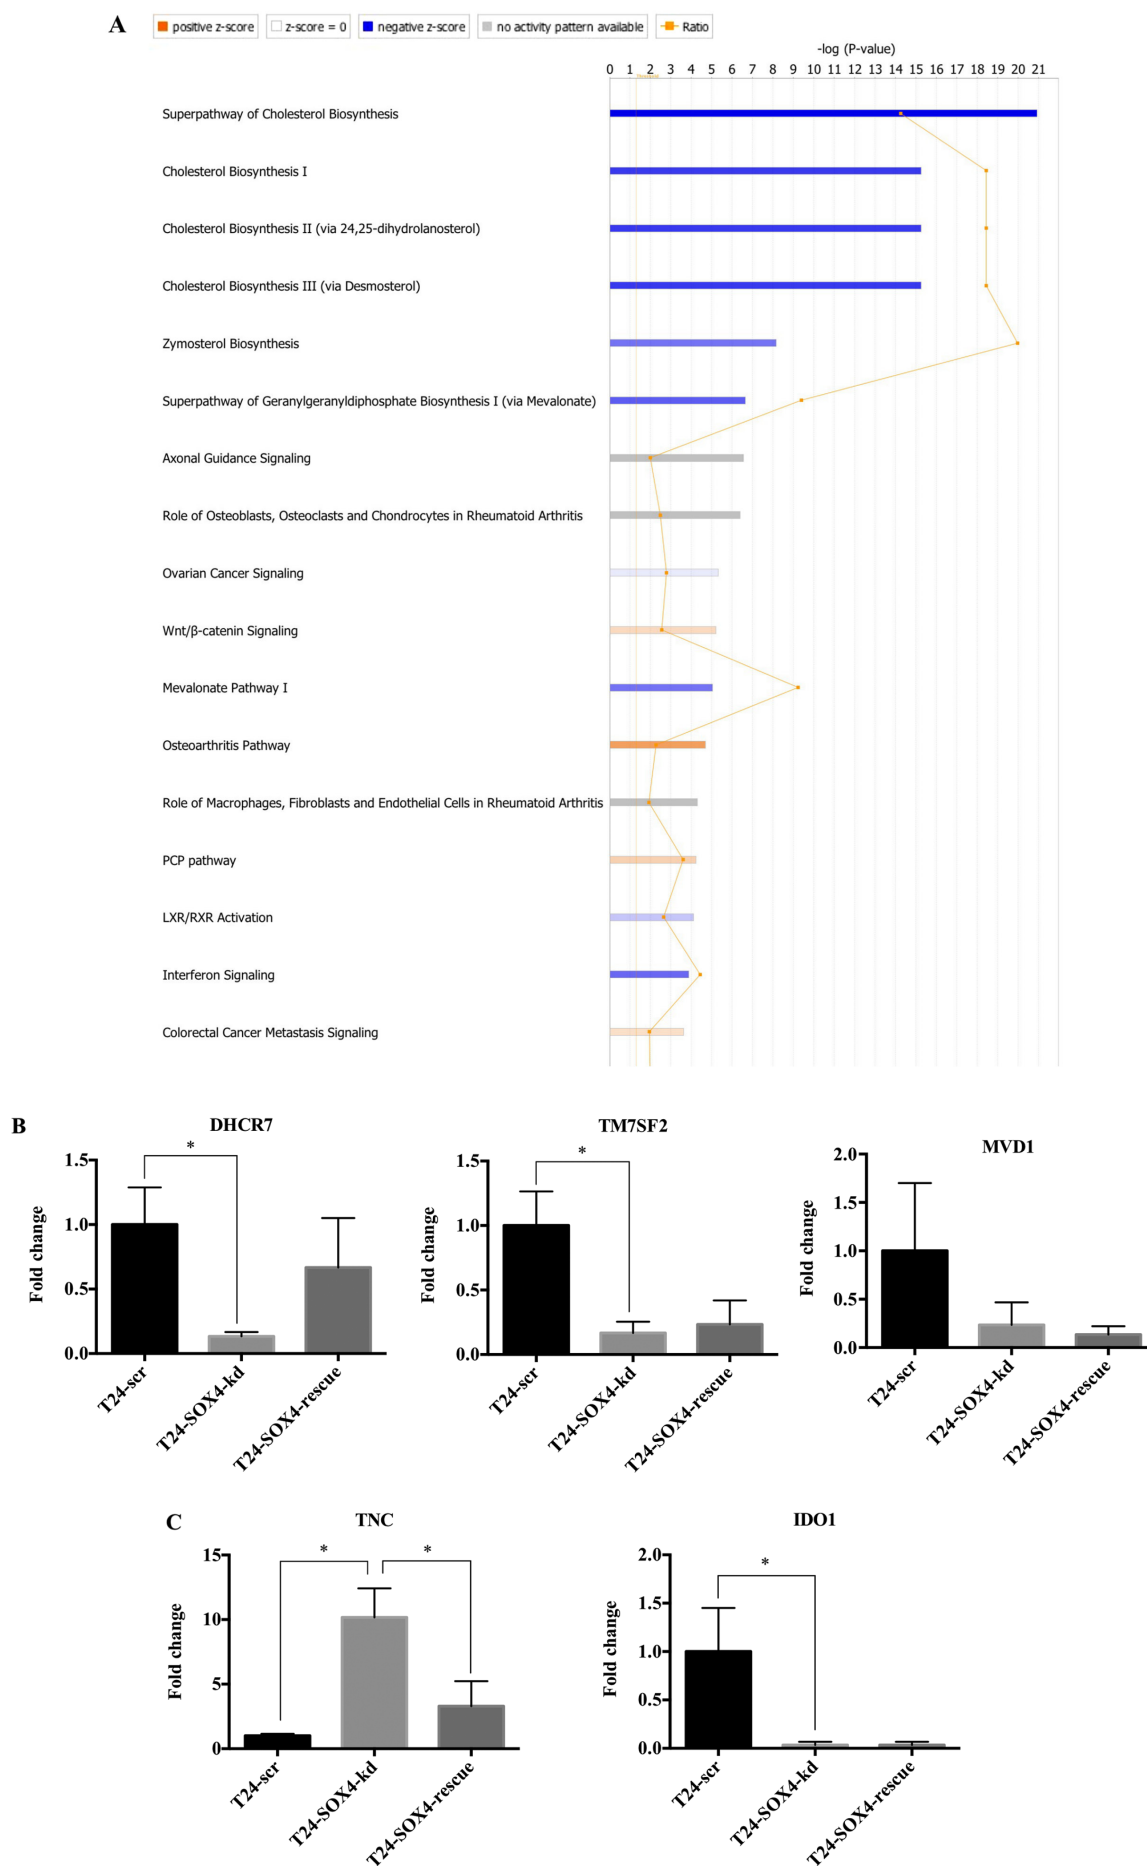 A
positive z-score z-score = 0 negative z-score no activity pattern available Ratio
-log (P-value)
0 1 2 3 4 5 6 7 8 9 10 11 12 13 14 15 16 17 18 19 20 21
Superpathway of Cholesterol Biosynthesis
Cholesterol Biosynthesis I
Cholesterol Biosynthesis II (via 24,25-dihydrolanosterol)
Cholesterol Biosynthesis III (via Desmosterol)
Zymosterol Biosynthesis
Superpathway of Geranylgeranyldiphosphate Biosynthesis I (via Mevalonate)
Axonal Guidance Signaling
Role of Osteoblasts, Osteoclasts and Chondrocytes in Rheumatoid Arthritis
Ovarian Cancer Signaling
Wnt/β-catenin Signaling
Mevalonate Pathway I
Osteoarthritis Pathway
Role of Macrophages, Fibroblasts and Endothelial Cells in Rheumatoid Arthritis
PCP pathway
LXR/RXR Activation
Interferon Signaling
Colorectal Cancer Metastasis Signaling
B
DHCR7
*
Fold change
1.5
1.0
0.5
0.0
T24-scr
T24-SOX4-kd
T24-SOX4-rescue
TM7SF2
*
Fold change
1.5
1.0
0.5
0.0
T24-scr
T24-SOX4-kd
T24-SOX4-rescue
MVD1
Fold change
2.0
1.5
1.0
0.5
0.0
T24-scr
T24-SOX4-kd
T24-SOX4-rescue
C
TNC
* *
Fold change
15
10
5
0
T24-scr
T24-SOX4-kd
T24-SOX4-rescue
IDO1
*
Fold change
2.0
1.5
1.0
0.5
0.0
T24-scr
T24-SOX4-kd
T24-SOX4-rescue